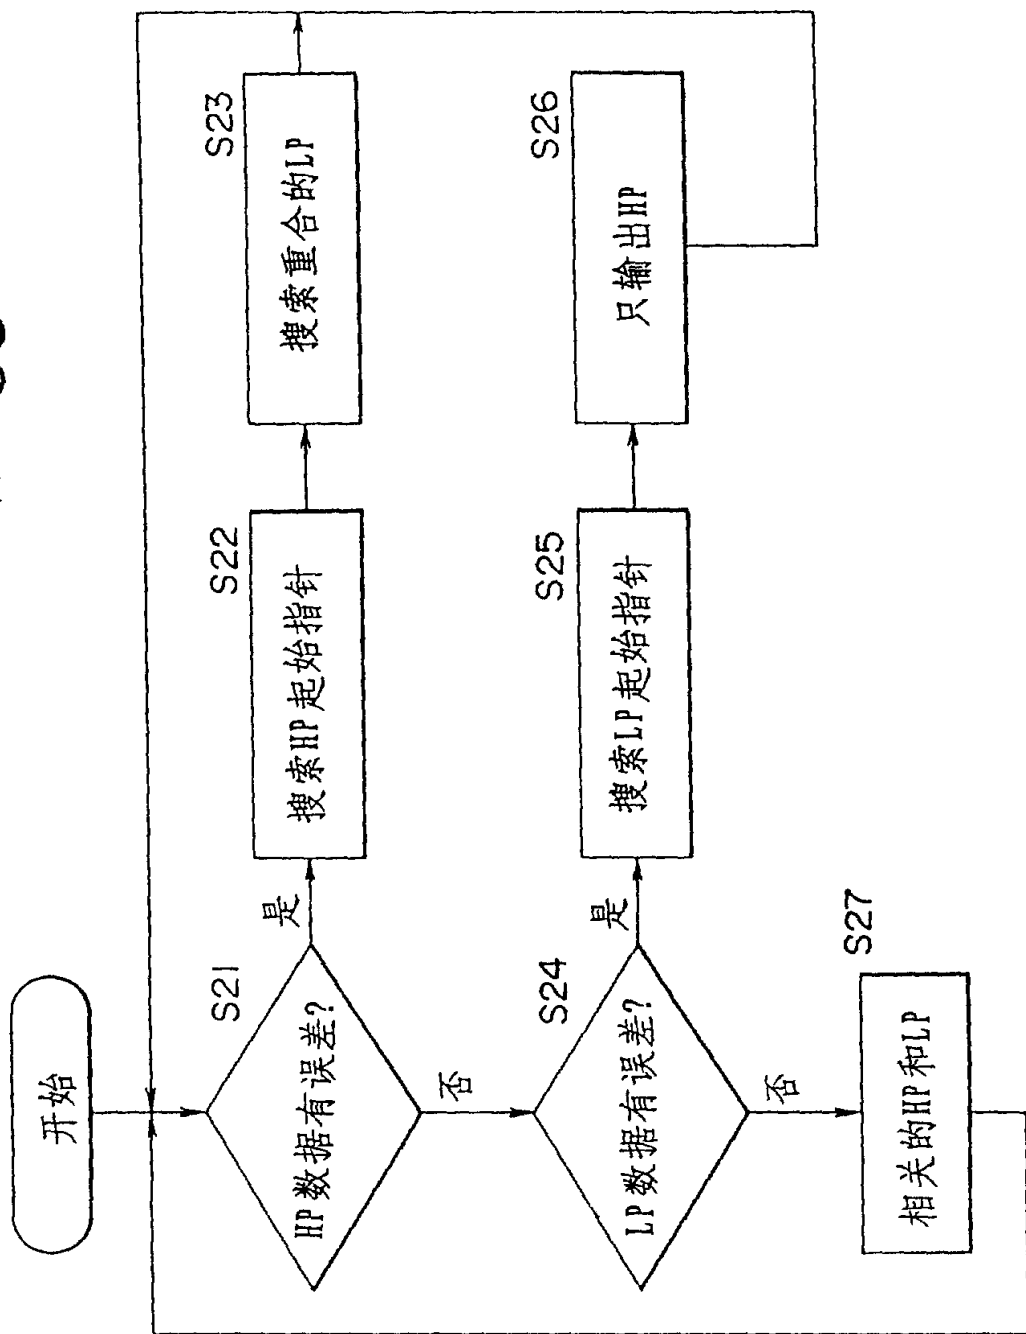 开始
S21
HP数据有误差?
是
S22
搜索HP起始指针
S23
搜索重合的LP
否
S24
LP数据有误差?
是
S25
搜索LP起始指针
S26
只输出HP
否
S27
相关的HP和LP